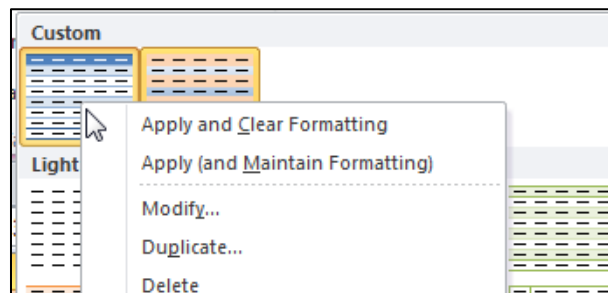 Custom
Apply and Clear Formatting
Light
Apply (and Maintain Formatting)
Modify...
Duplicate...
Delete